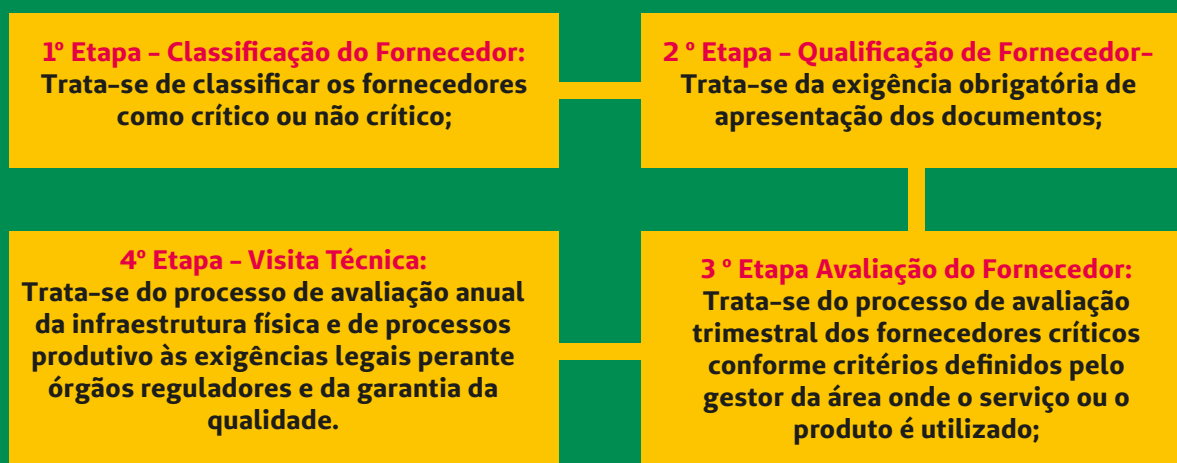 1º Etapa – Classificação do Fornecedor:
Trata-se de classificar os fornecedores
como crítico ou não crítico;
2 º Etapa – Qualificação de Fornecedor–
Trata-se da exigência obrigatória de
apresentação dos documentos;
3 º Etapa Avaliação do Fornecedor:
Trata-se do processo de avaliação
trimestral dos fornecedores críticos
conforme critérios definidos pelo
gestor da área onde o serviço ou o
produto é utilizado;
4º Etapa – Visita Técnica:
Trata-se do processo de avaliação anual
da infraestrutura física e de processos
produtivo às exigências legais perante
órgãos reguladores e da garantia da
qualidade.